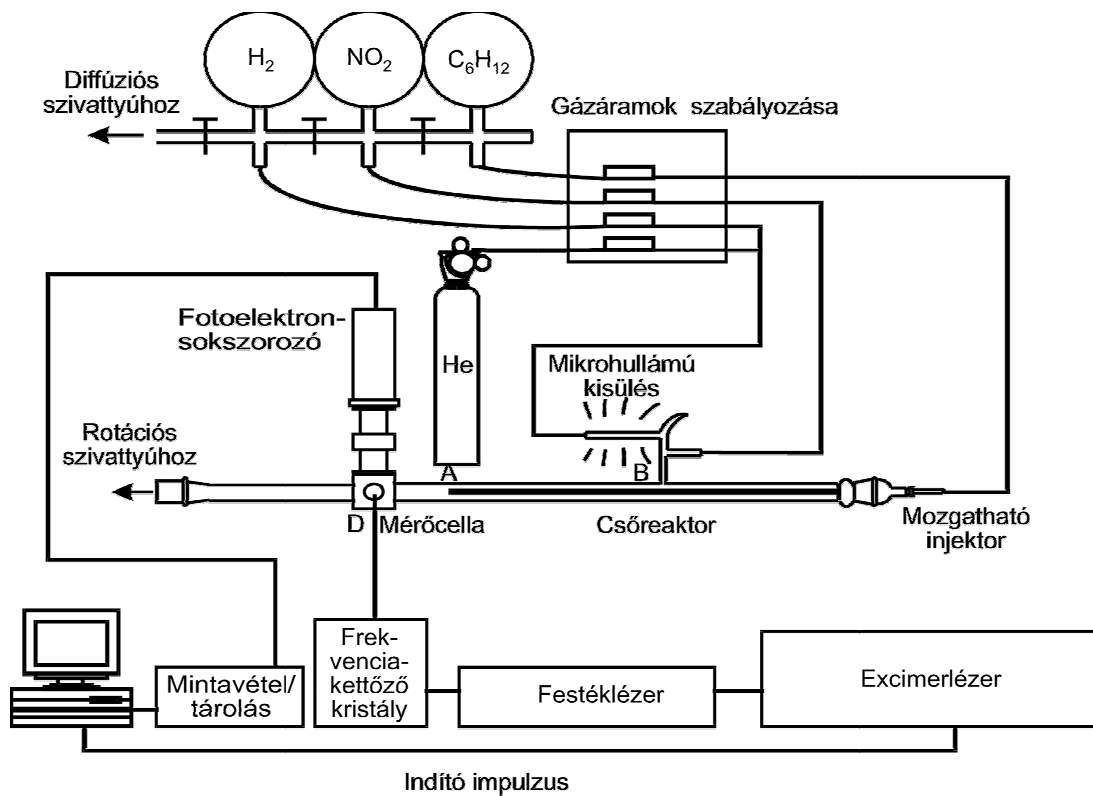 H₂
NO₂
C₆H₁₂
Diffúziós
szivattyúhoz
Gázáramok szabályozása
Fotoelektron-
sokszorozó
He
Mikrohullámú
kisülés
Rotációs
szivattyúhoz
A
B
D
Mérőcella
Csőreaktor
Mozgatható
injektor
Mintavétel/
tárolás
Frek-
vencia-
kettőző
kristály
Festéklézer
Excimerlézer
Indító impulzus